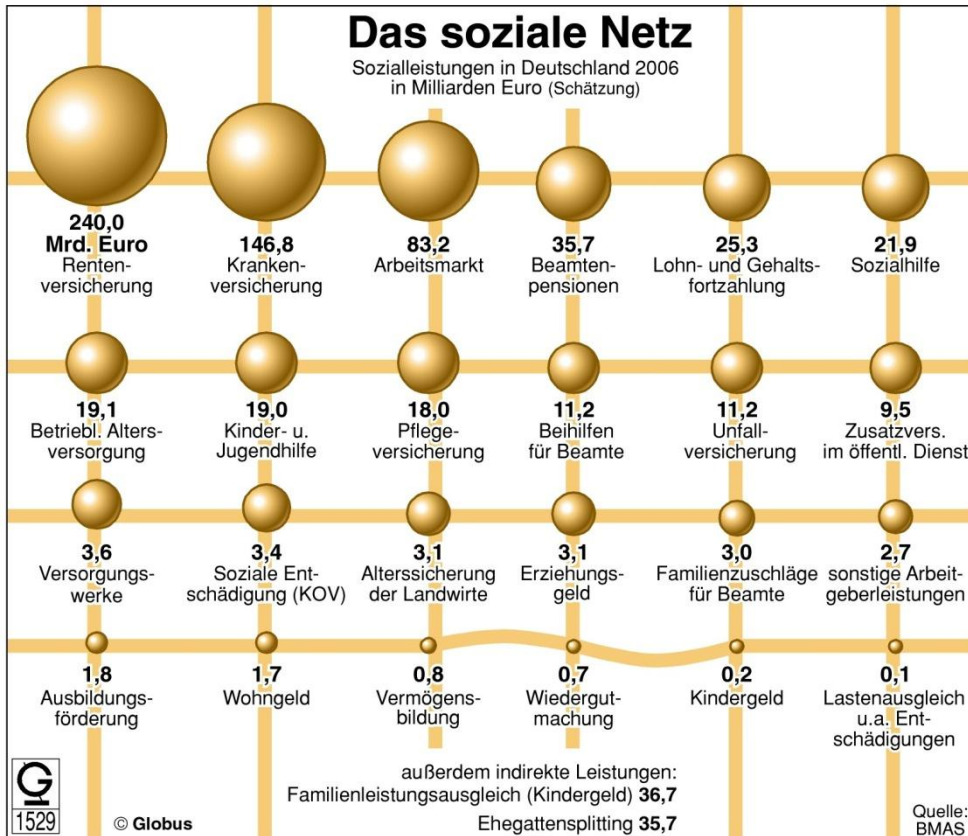 Das soziale Netz
Sozialleistungen in Deutschland 2006
in Milliarden Euro (Schätzung)
240,0
Mrd. Euro
Renten-
versicherung
146,8
Kranken-
versicherung
83,2
Arbeitsmarkt
35,7
Beamten-
pensionen
25,3
Lohn- und Gehalts-
fortzahlung
21,9
Sozialhilfe
19,1
Betriebl. Alters-
versorgung
19,0
Kinder- u.
Jugendhilfe
18,0
Pflege-
versicherung
11,2
Beihilfen
für Beamte
11,2
Unfall-
versicherung
9,5
Zusatzvers.
im öffentl. Dienst
3,6
Versorgungs-
werke
3,4
Soziale Ent-
schädigung (KOV)
3,1
Alterssicherung
der Landwirte
3,1
Erziehungs-
geld
3,0
Familienzuschläge
für Beamte
2,7
sonstige Arbeit-
geberleistungen
1,8
Ausbildungs-
förderung
1,7
Wohngeld
0,8
Vermögens-
bildung
0,7
Wiedergut-
machung
0,2
Kindergeld
0,1
Lastenausgleich
u.a. Ent-
schädigungen
außerdem indirekte Leistungen:
Familienleistungsausgleich (Kindergeld) 36,7
Ehegattensplitting 35,7
G
1529
© Globus
Quelle:
BMAS